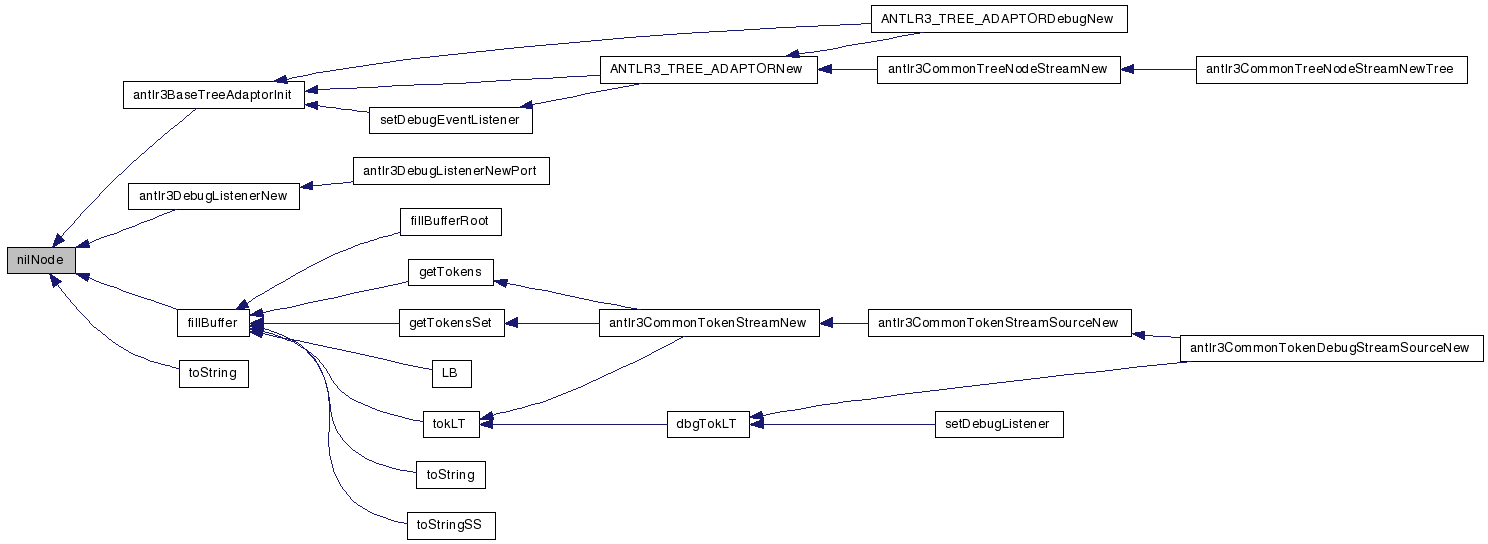 ANTLR3_TREE_ADAPTORDebugNew
ANTLR3_TREE_ADAPTORNew
antlr3CommonTreeNodeStreamNew
antlr3CommonTreeNodeStreamNewTree
antlr3BaseTreeAdaptorInit
setDebugEventListener
antlr3DebugListenerNewPort
antlr3DebugListenerNew
fillBufferRoot
nilNode
getTokens
fillBuffer
getTokensSet
antlr3CommonTokenStreamNew
antlr3CommonTokenStreamSourceNew
antlr3CommonTokenDebugStreamSourceNew
toString
LB
tokLT
dbgTokLT
setDebugListener
toString
toStringSS